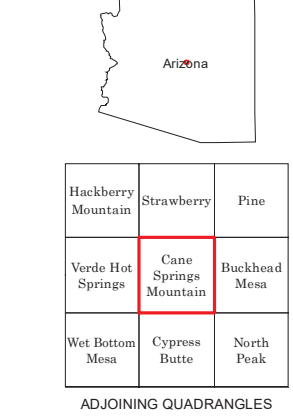 Arizona
Hackberry
Mountain
Strawberry
Pine
Verde Hot
Springs
Cane
Springs
Mountain
Buckhead
Mesa
Wet Bottom
Mesa
Cypress
Butte
North
Peak
ADJOINING QUADRANGLES